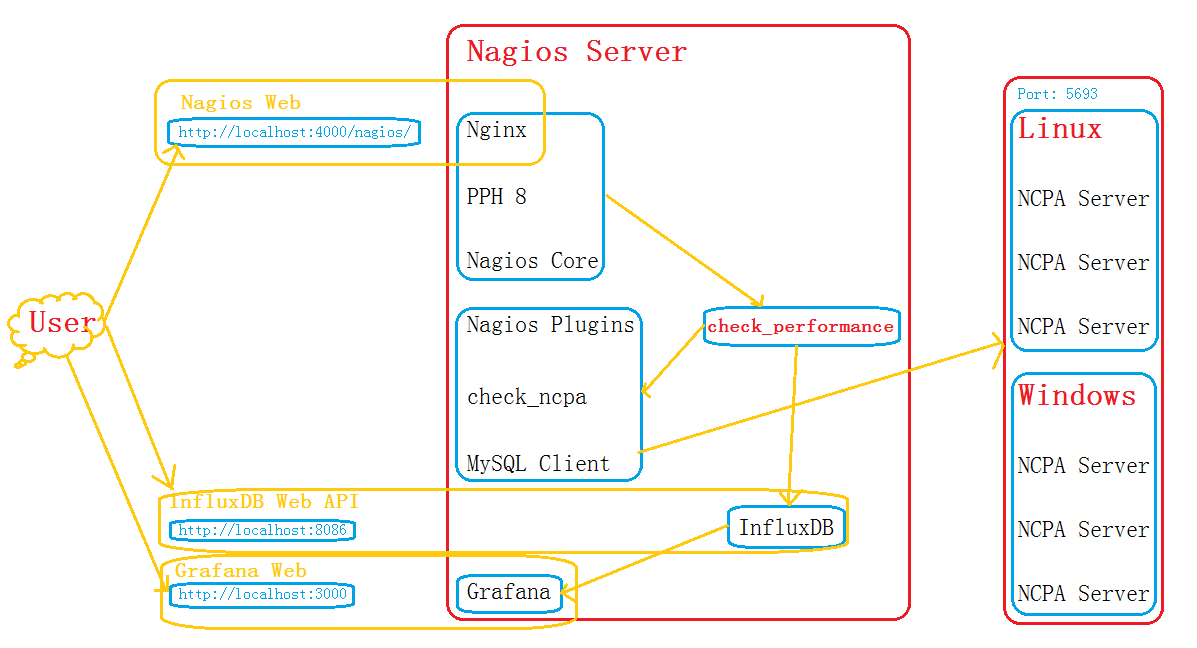 Nagios Server
Nagios Web
http://localhost:4000/nagios/
Nginx
PPH 8
Nagios Core
Port: 5693
Linux
NCPA Server
NCPA Server
NCPA Server
User
Nagios Plugins
check_ncpa
MySQL Client
check_performance
Windows
NCPA Server
NCPA Server
NCPA Server
InfluxDB Web API
http://localhost:8086
InfluxDB
Grafana Web
http://localhost:3000
Grafana